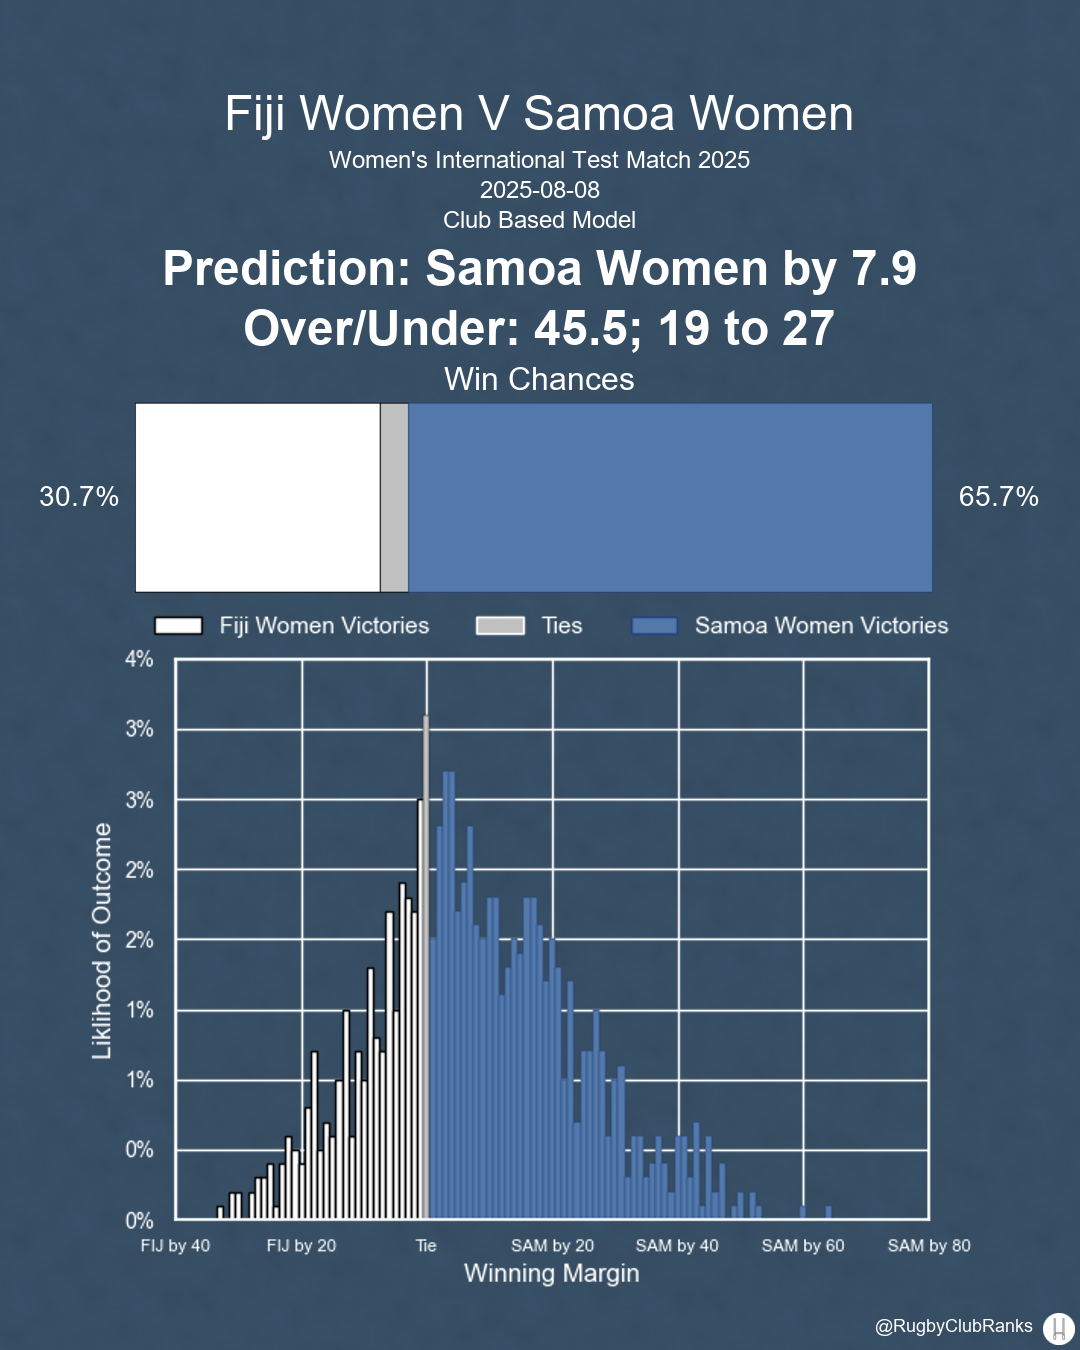 Fiji Women V Samoa Women
Women's International Test Match 2025
2025-08-08
Club Based Model
Prediction: Samoa Women by 7.9
Over/Under: 45.5; 19 to 27
Win Chances
30.7%
65.7%
Fiji Women Victories
Ties
Samoa Women Victories
4%
3%
3%
2%
2%
1%
1%
0%
0%
Liklihood of Outcome
FIJ by 40
FIJ by 20
Tie
SAM by 20
SAM by 40
SAM by 60
SAM by 80
Winning Margin
@RugbyClubRanks